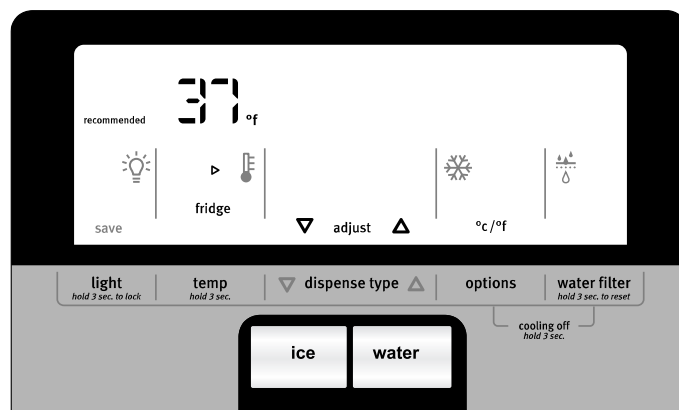 37 °f
recommended
fridge
save
adjust
°c/°f
light
hold 3 sec. to lock
temp
hold 3 sec.
dispense type
options
water filter
hold 3 sec. to reset
cooling off
hold 3 sec.
ice
water